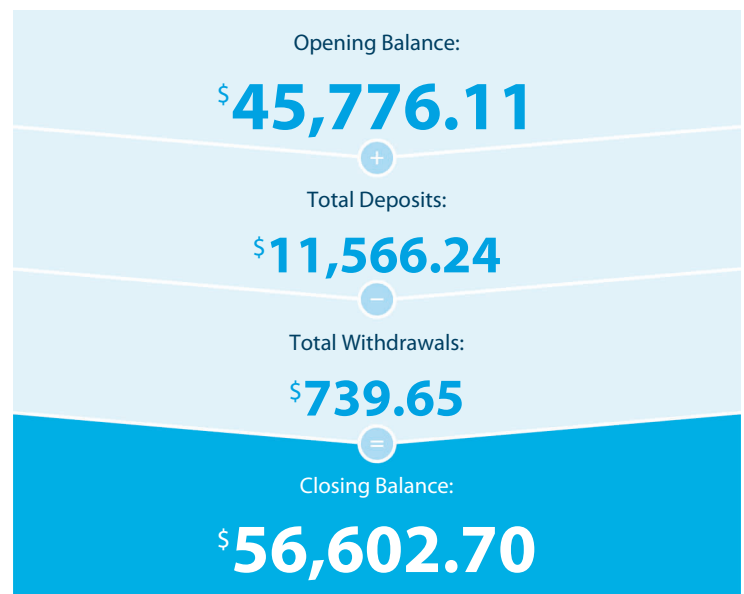 Opening Balance:
$45,776.11
+
Total Deposits:
$11,566.24
−
Total Withdrawals:
$739.65
=
Closing Balance:
$56,602.70